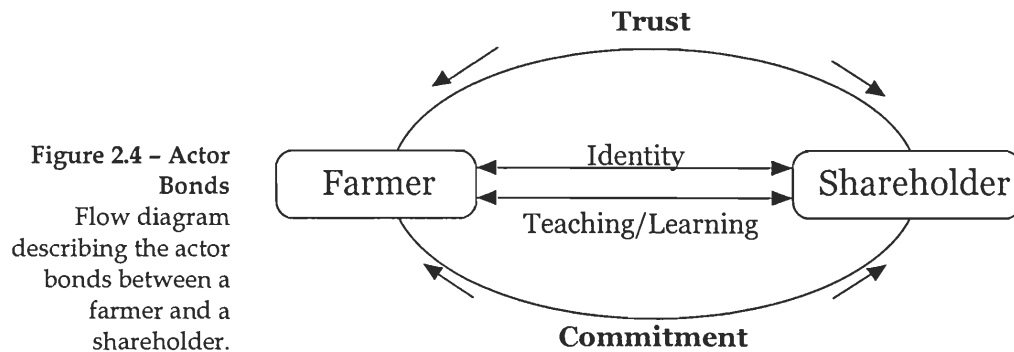 Trust
Figure 2.4 – Actor
Bonds
Flow diagram
describing the actor
bonds between a
farmer and a
shareholder.
Farmer
Identity
Teaching/Learning
Shareholder
Commitment